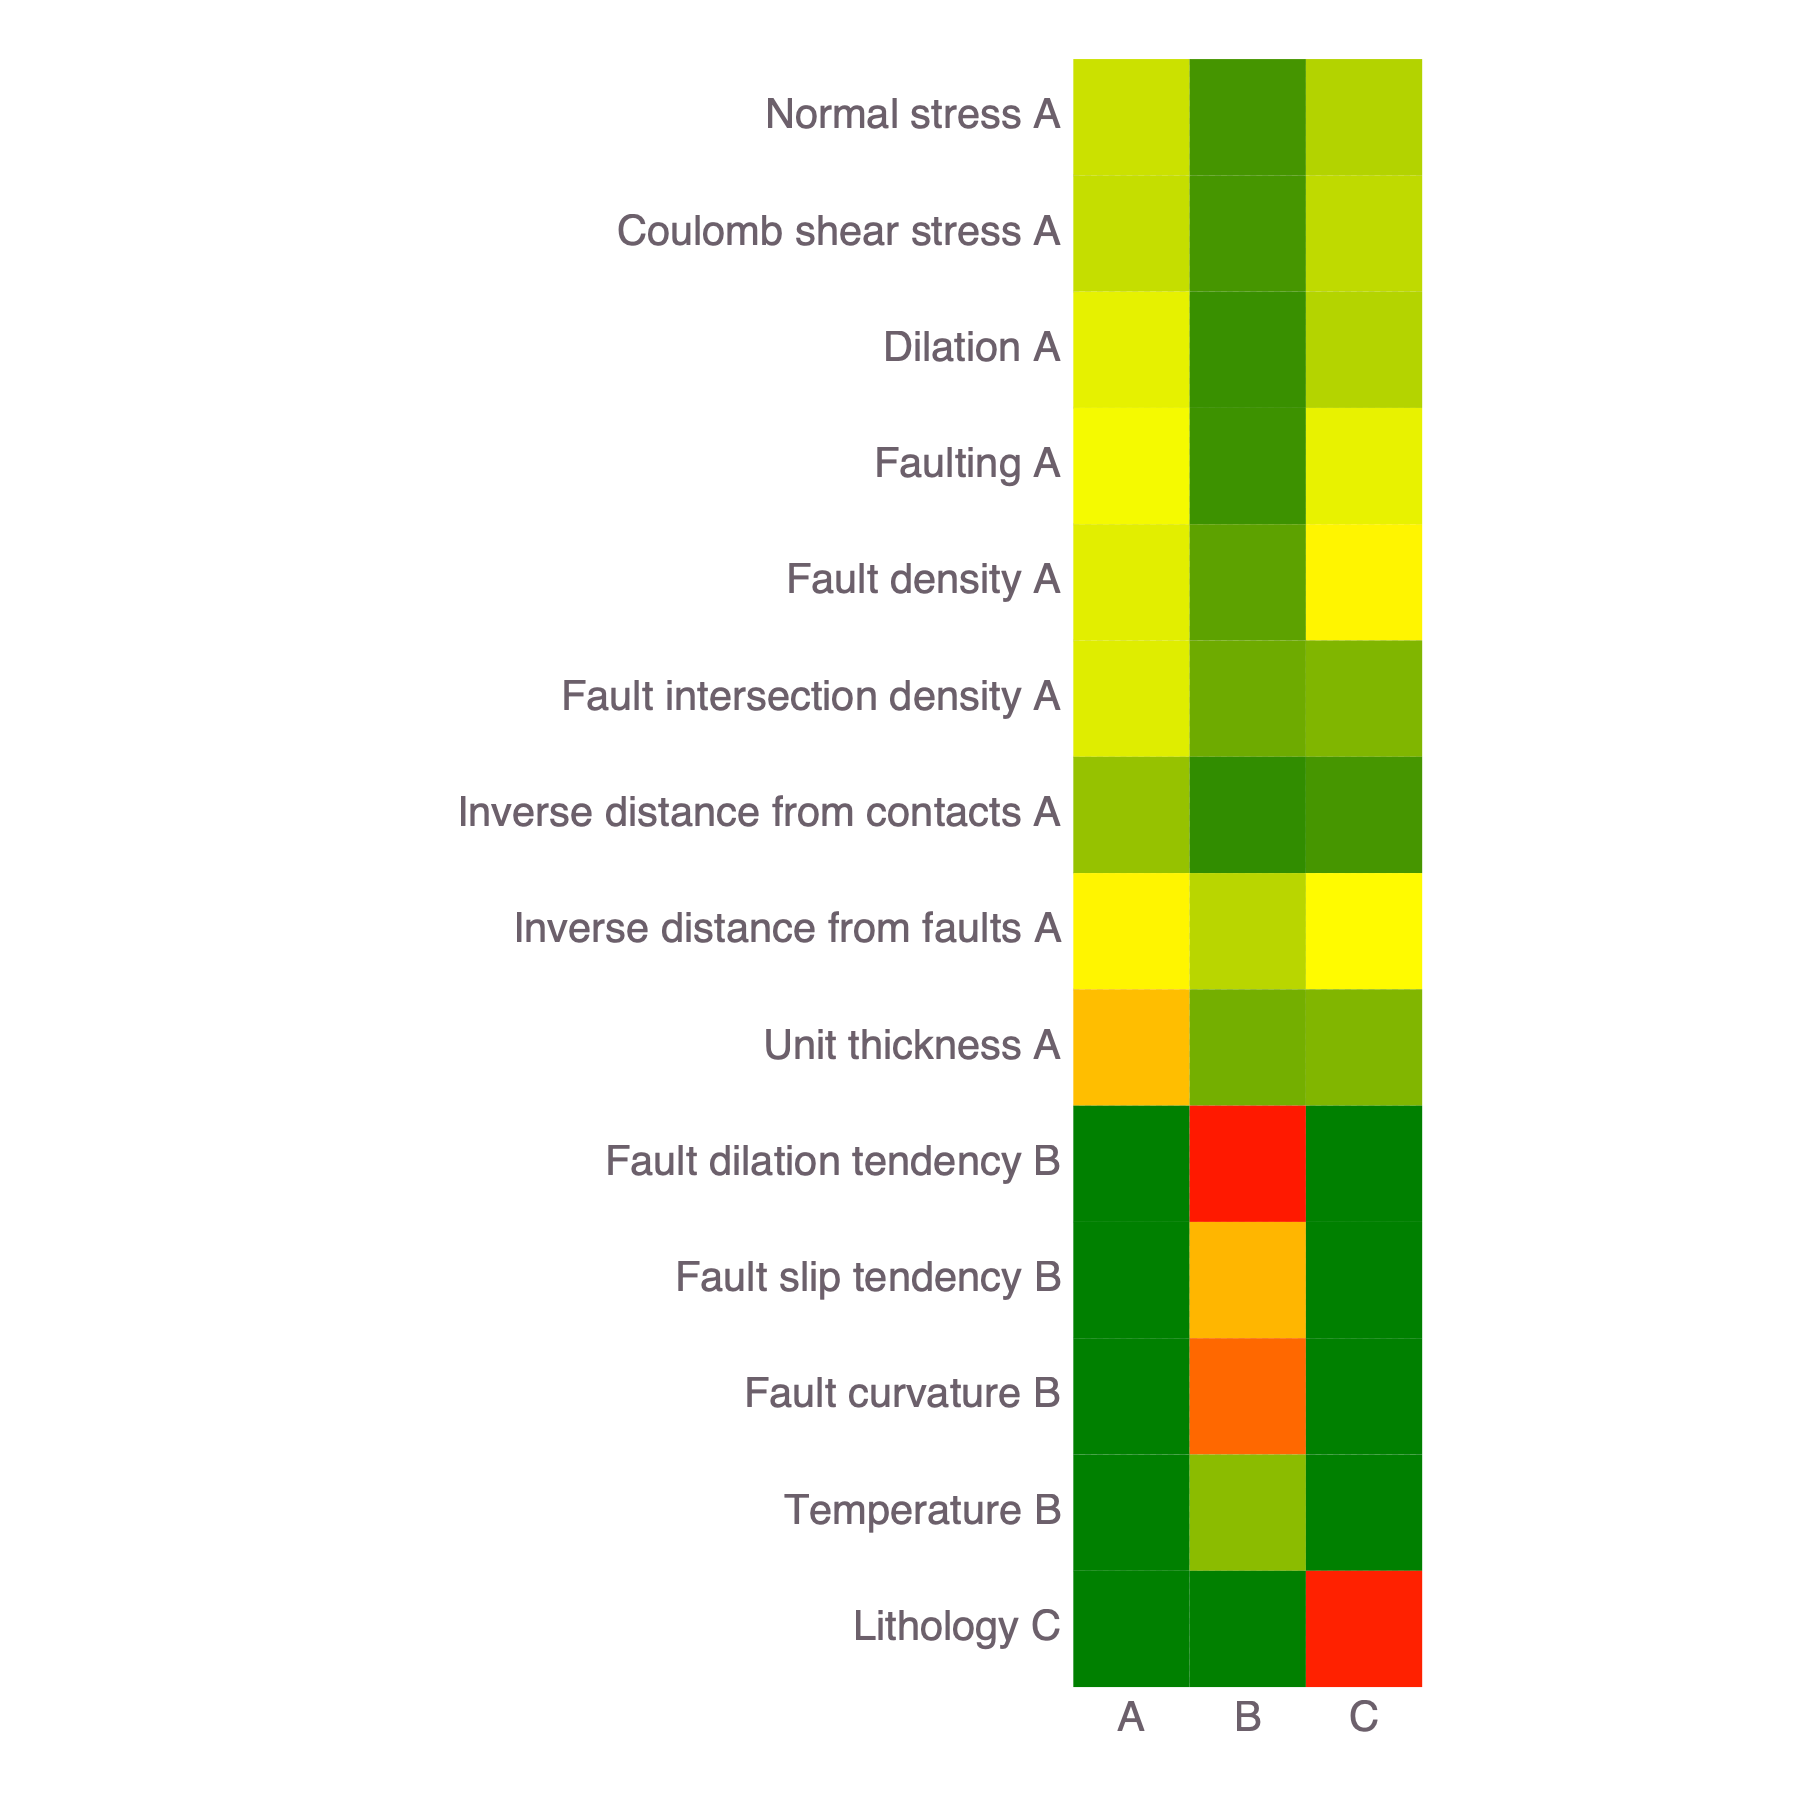 Normal stress A
Coulomb shear stress A
Dilation A
Faulting A
Fault density A
Fault intersection density A
Inverse distance from contacts A
Inverse distance from faults A
Unit thickness A
Fault dilation tendency B
Fault slip tendency B
Fault curvature B
Temperature B
Lithology C
A B C